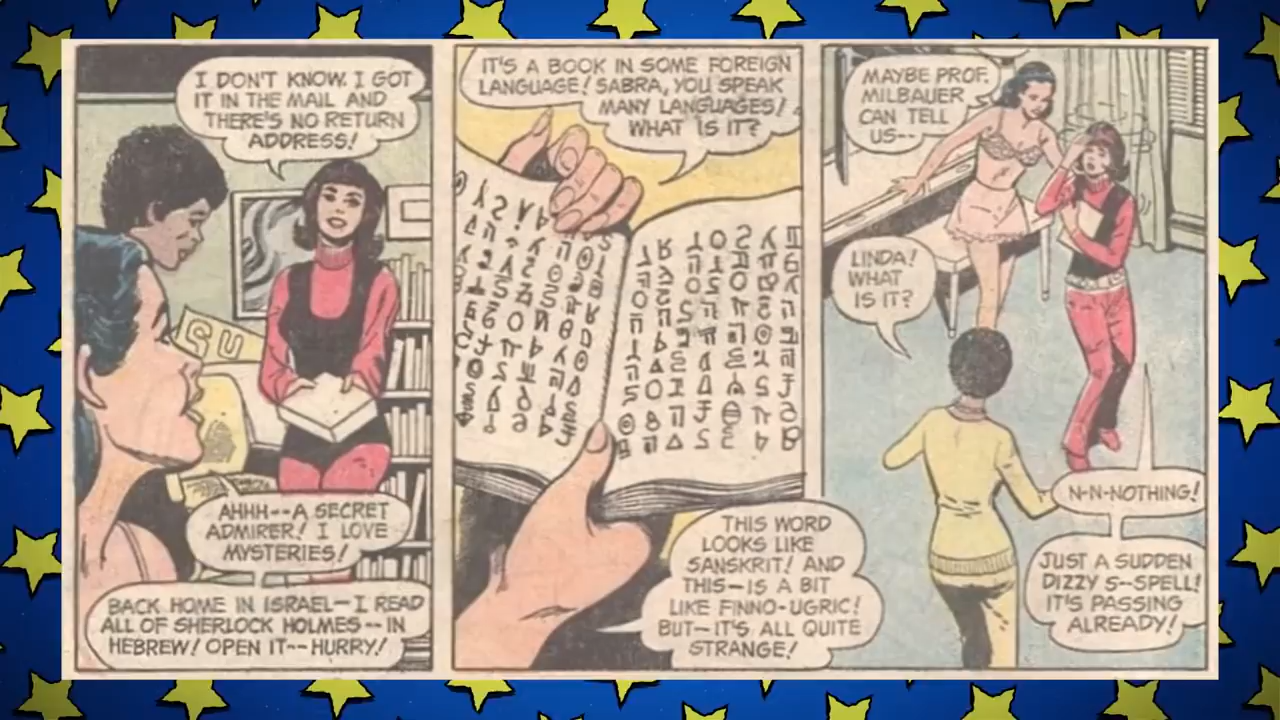 I DON'T KNOW. I GOT
IT IN THE MAIL AND
THERE'S NO RETURN
ADDRESS!
SU
AHHH--A SECRET
ADMIRER! I LOVE
MYSTERIES!
BACK HOME IN ISRAEL--I READ
ALL OF SHERLOCK HOLMES--IN
HEBREW! OPEN IT--HURRY!
IT'S A BOOK IN SOME FOREIGN
LANGUAGE! SABRA, YOU SPEAK
MANY LANGUAGES!
WHAT IS IT?
THIS WORD
LOOKS LIKE
SANSKRIT! AND
THIS--IS A BIT
LIKE FINNO-UGRIC!
BUT--IT'S ALL QUITE
STRANGE!
MAYBE PROF.
MILBAUER
CAN TELL
US--
LINDA!
WHAT
IS IT?
N-N-NOTHING!
JUST A SUDDEN
DIZZY S--SPELL!
IT'S PASSING
ALREADY!